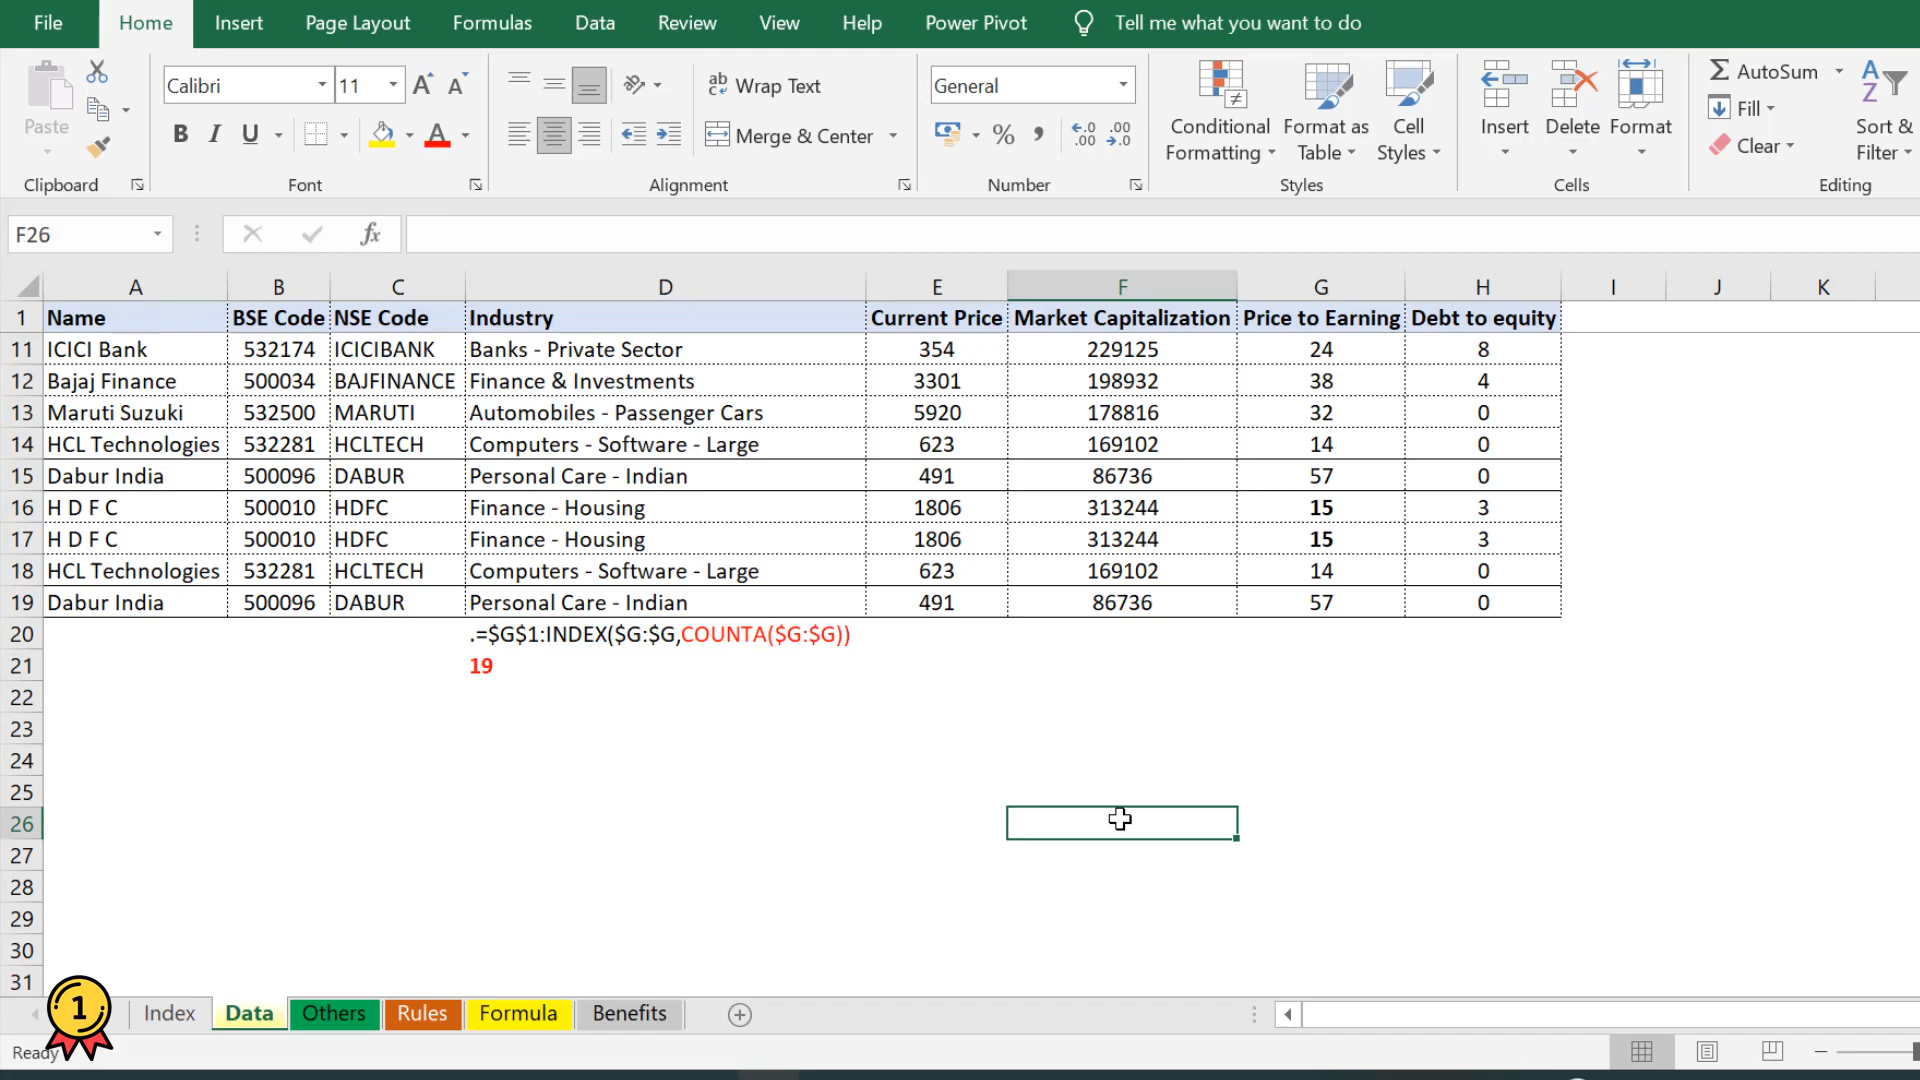 File Home Insert Page Layout Formulas Data Review View Help Power Pivot Tell me what you want to do
Paste
Clipboard
Calibri 11
B I U
Font
Wrap Text
Merge & Center
Alignment
General
Number
Conditional Formatting
Format as Table
Cell Styles
Styles
Insert Delete Format
Cells
AutoSum
Fill
Clear
Sort & Filter
Editing
F26 fx
A B C D E F G H I J K
1 Name BSE Code NSE Code Industry Current Price Market Capitalization Price to Earning Debt to equity
11 ICICI Bank 532174 ICICIBANK Banks - Private Sector 354 229125 24 8
12 Bajaj Finance 500034 BAJFINANCE Finance & Investments 3301 198932 38 4
13 Maruti Suzuki 532500 MARUTI Automobiles - Passenger Cars 5920 178816 32 0
14 HCL Technologies 532281 HCLTECH Computers - Software - Large 623 169102 14 0
15 Dabur India 500096 DABUR Personal Care - Indian 491 86736 57 0
16 H D F C 500010 HDFC Finance - Housing 1806 313244 15 3
17 H D F C 500010 HDFC Finance - Housing 1806 313244 15 3
18 HCL Technologies 532281 HCLTECH Computers - Software - Large 623 169102 14 0
19 Dabur India 500096 DABUR Personal Care - Indian 491 86736 57 0
20 .=$G$1:INDEX($G:$G,COUNTA($G:$G))
21 19
22
23
24
25
26
27
28
29
30
31
1
Index Data Others Rules Formula Benefits
Ready